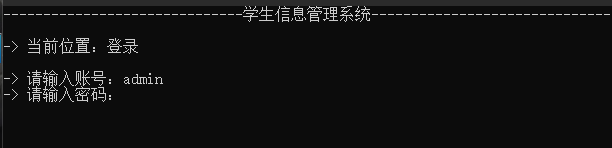 ------------------------------学生信息管理系统------------------------------
-> 当前位置：登录
-> 请输入账号：admin
-> 请输入密码：